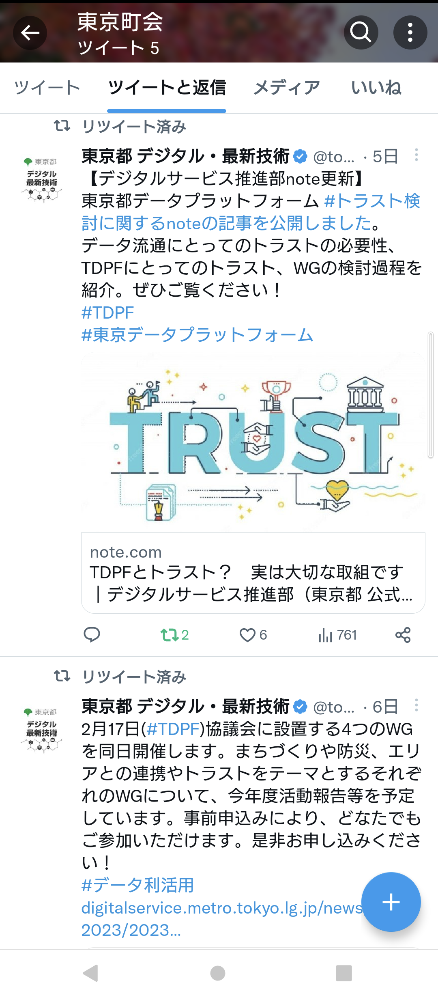 東京町会
ツイート 5
ツイート
ツイートと返信
メディア
いいね
リツイート済み
東京都 デジタル・最新技術 @to... · 5日
東京都
デジタル
最新技術
【デジタルサービス推進部note更新】
東京都データプラットフォーム #トラスト検
討に関するnoteの記事を公開しました。
データ流通にとってのトラストの必要性、
TDPFにとってのトラスト、WGの検討過程を
紹介。ぜひご覧ください！
#TDPF
#東京データプラットフォーム
TRUST
note.com
TDPFとトラスト？　実は大切な取組です
｜デジタルサービス推進部（東京都 公式...
2
6
761
リツイート済み
東京都 デジタル・最新技術 @to... · 6日
東京都
デジタル
最新技術
2月17日(#TDPF)協議会に設置する4つのWG
を同日開催します。まちづくりや防災、エリ
アとの連携やトラストをテーマとするそれぞ
れのWGについて、今年度活動報告等を予定
しています。事前申込みにより、どなたでも
ご参加いただけます。是非お申し込みくださ
い！
#データ利活用
digitalservice.metro.tokyo.lg.jp/news
2023/2023...